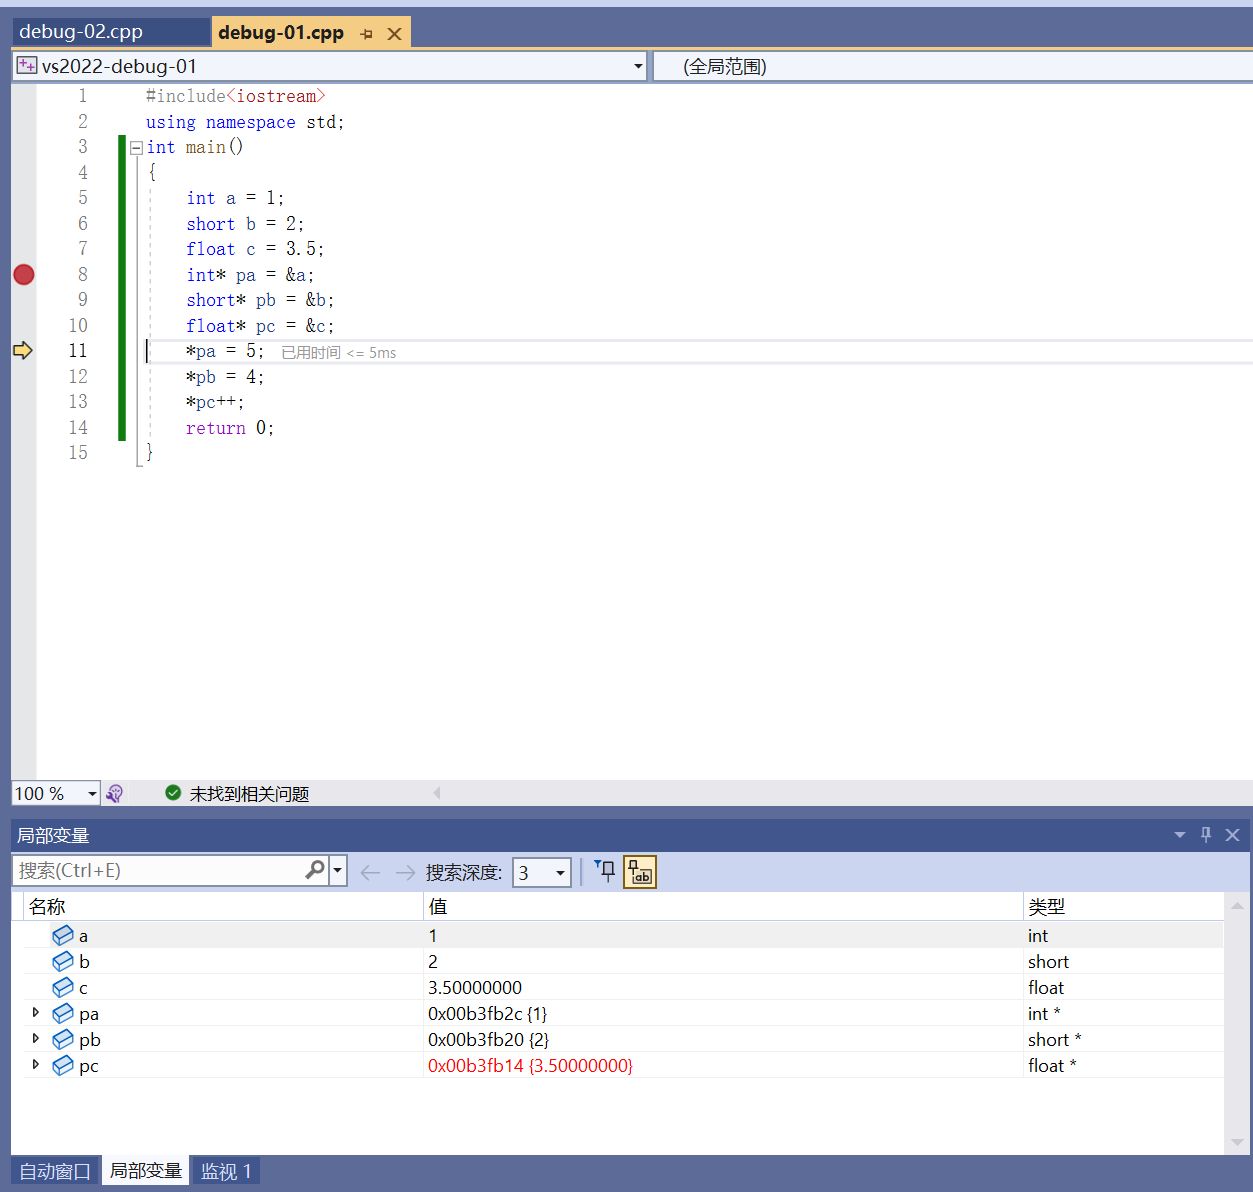 debug-02.cpp debug-01.cpp
vs2022-debug-01 (全局范围)
1 #include<iostream>
2 using namespace std;
3 int main()
4 {
5 int a = 1;
6 short b = 2;
7 float c = 3.5;
8 int* pa = &a;
9 short* pb = &b;
10 float* pc = &c;
11 *pa = 5; 已用时间 <= 5ms
12 *pb = 4;
13 *pc++;
14 return 0;
15 }
100 % 未找到相关问题
局部变量
搜索(Ctrl+E) 搜索深度: 3
名称 值 类型
a 1 int
b 2 short
c 3.50000000 float
pa 0x00b3fb2c {1} int *
pb 0x00b3fb20 {2} short *
pc 0x00b3fb14 {3.50000000} float *
自动窗口 局部变量 监视 1